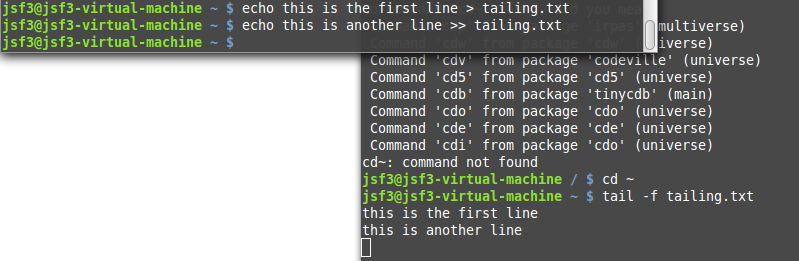 jsf3@jsf3-virtual-machine ~ $ echo this is the first line > tailing.txt
jsf3@jsf3-virtual-machine ~ $ echo this is another line >> tailing.txt
jsf3@jsf3-virtual-machine ~ $
you mea
'irpas' (multiverse)
Command 'cdw' from package 'cdw' (universe)
Command 'cdv' from package 'codeville' (universe)
Command 'cd5' from package 'cd5' (universe)
Command 'cdb' from package 'tinycdb' (main)
Command 'cdo' from package 'cdo' (universe)
Command 'cde' from package 'cde' (universe)
Command 'cdi' from package 'cdo' (universe)
cd~: command not found
jsf3@jsf3-virtual-machine / $ cd ~
jsf3@jsf3-virtual-machine ~ $ tail -f tailing.txt
this is the first line
this is another line